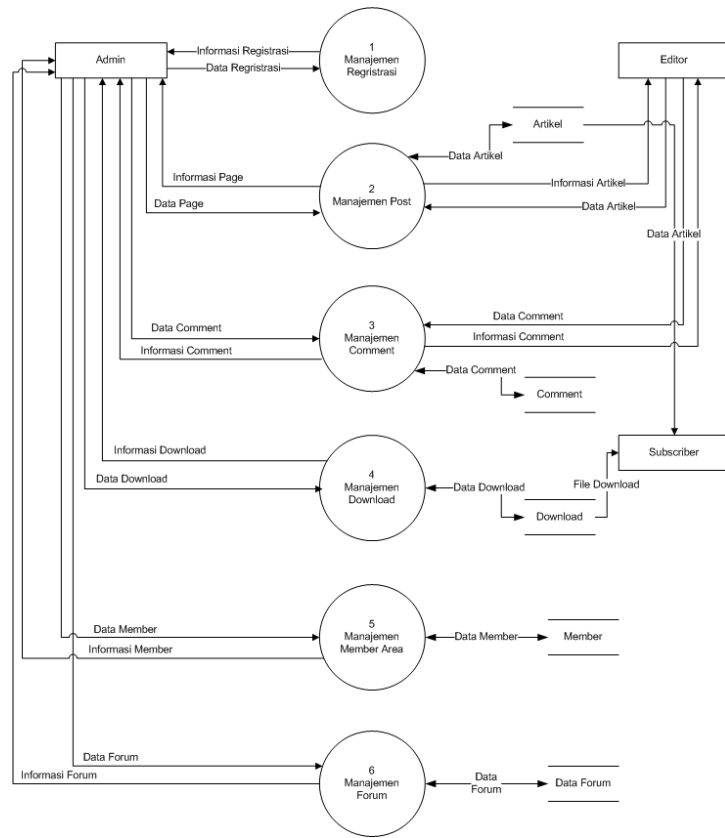 Admin
Informasi Registrasi
Data Regristrasi
1
Manajemen
Regristrasi
Editor
Artikel
Data Artikel
Informasi Page
2
Manajemen Post
Informasi Artikel
Data Page
Data Artikel
Data Artikel
Data Comment
Informasi Comment
3
Manajemen
Comment
Data Comment
Informasi Comment
Data Comment
Comment
Informasi Download
Data Download
4
Manajemen
Download
Data Download
Download
File Download
Subscriber
Data Member
Informasi Member
5
Manajemen
Member Area
Data Member
Member
Data Forum
Informasi Forum
6
Manajemen
Forum
Data
Forum
Data Forum